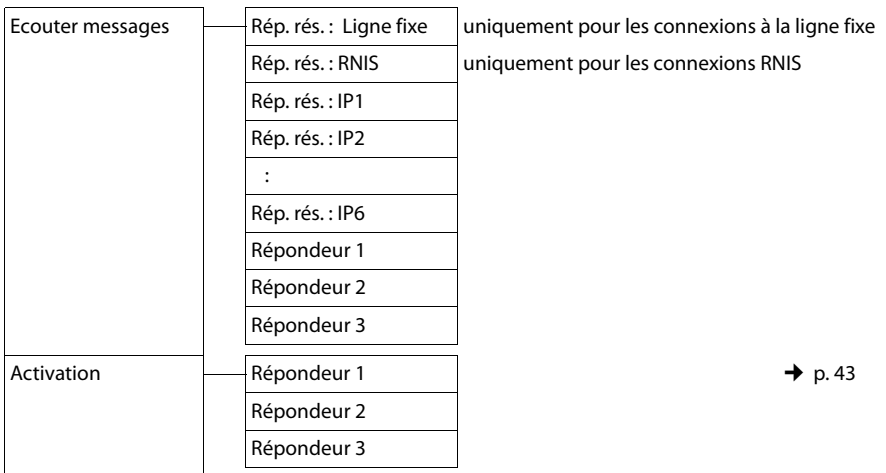 Ecouter messages Rép. rés. : Ligne fixe uniquement pour les connexions à la ligne fixe
Rép. rés. : RNIS uniquement pour les connexions RNIS
Rép. rés. : IP1
Rép. rés. : IP2
:
Rép. rés. : IP6
Répondeur 1
Répondeur 2
Répondeur 3
Activation Répondeur 1 ➔ p. 43
Répondeur 2
Répondeur 3